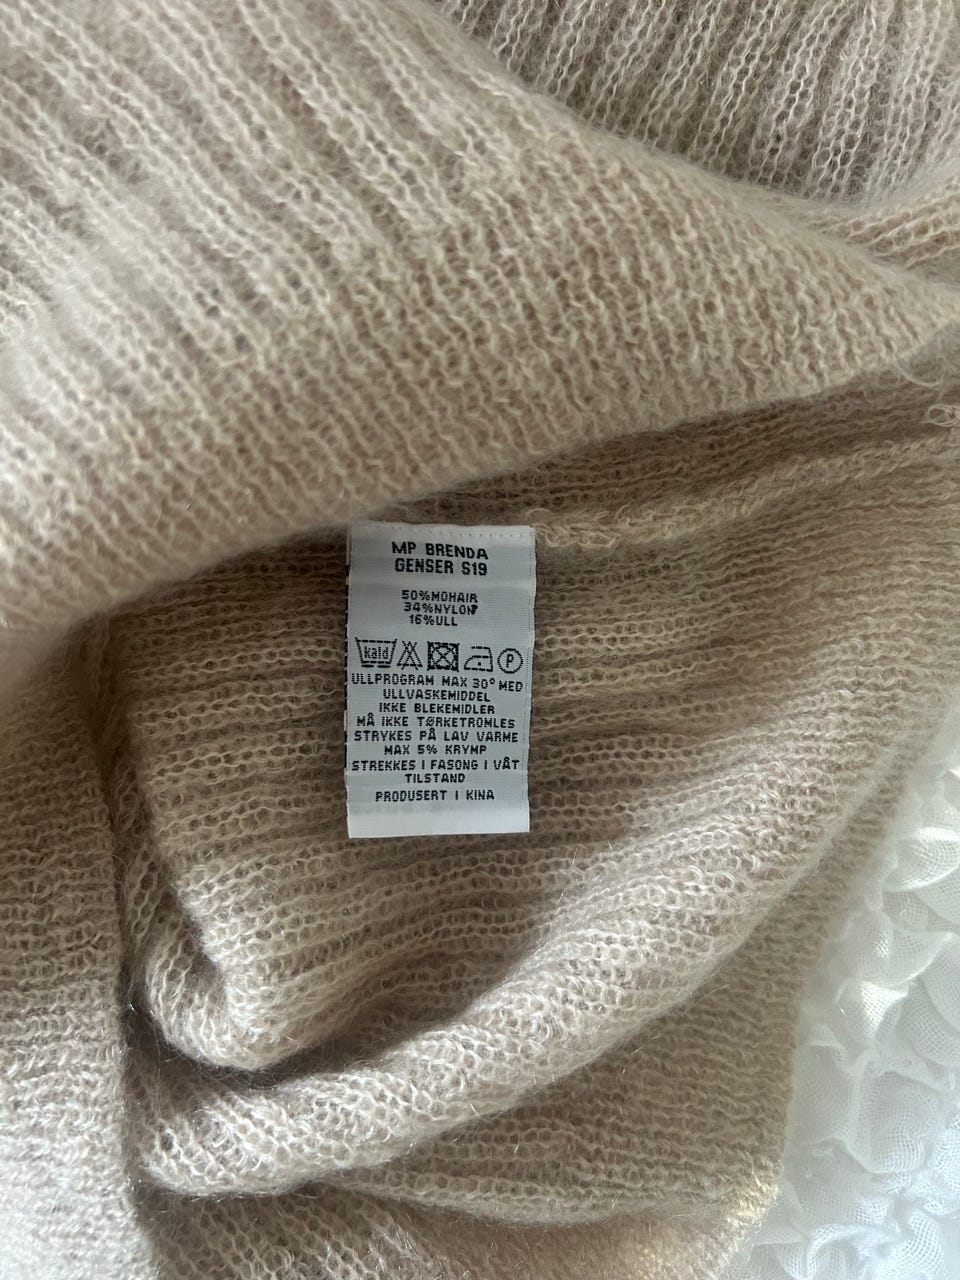 MP BRENDA
GENSER S19
50%MOHAIR
34%NYLON
16%ULL
kald P
ULLPROGRAM MAX 30° MED
ULLVASKEMIDDEL
IKKE BLEKEMIDLER
MÅ IKKE TØRKETROMLES
STRYKES PÅ LAV VARME
MAX 5% KRYMP
STREKKES I FASONG I VÅT
TILSTAND
PRODUSERT I KINA